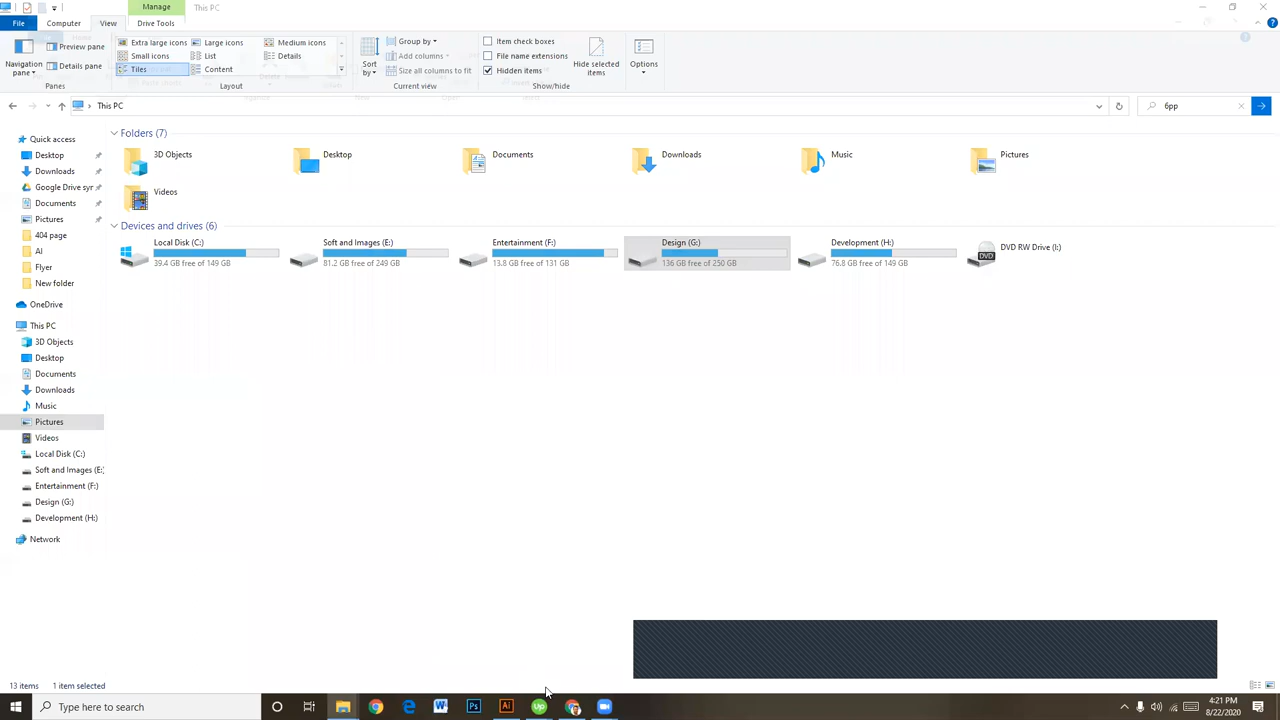 Manage
This PC
File
Computer
View
Drive Tools
Navigation pane
Preview pane
Details pane
Panes
Extra large icons
Large icons
Medium icons
Small icons
List
Details
Tiles
Content
Layout
Sort by
Group by
Add columns
Size all columns to fit
Current view
Item check boxes
File name extensions
Hidden items
Hide selected items
Show/hide
Options
This PC
6pp
Quick access
Desktop
Downloads
Google Drive syr
Documents
Pictures
404 page
AI
Flyer
New folder
OneDrive
This PC
3D Objects
Desktop
Documents
Downloads
Music
Pictures
Videos
Local Disk (C:)
Soft and Images (E:
Entertainment (F:)
Design (G:)
Development (H:)
Network
Folders (7)
3D Objects
Desktop
Documents
Downloads
Music
Pictures
Videos
Devices and drives (6)
Local Disk (C:)
39.4 GB free of 149 GB
Soft and Images (E:)
81.2 GB free of 249 GB
Entertainment (F:)
13.8 GB free of 131 GB
Design (G:)
136 GB free of 250 GB
Development (H:)
76.8 GB free of 149 GB
DVD RW Drive (I:)
DVD
13 items 1 item selected
Type here to search
W
Ps
Ai
Up
4:21 PM
8/22/2020